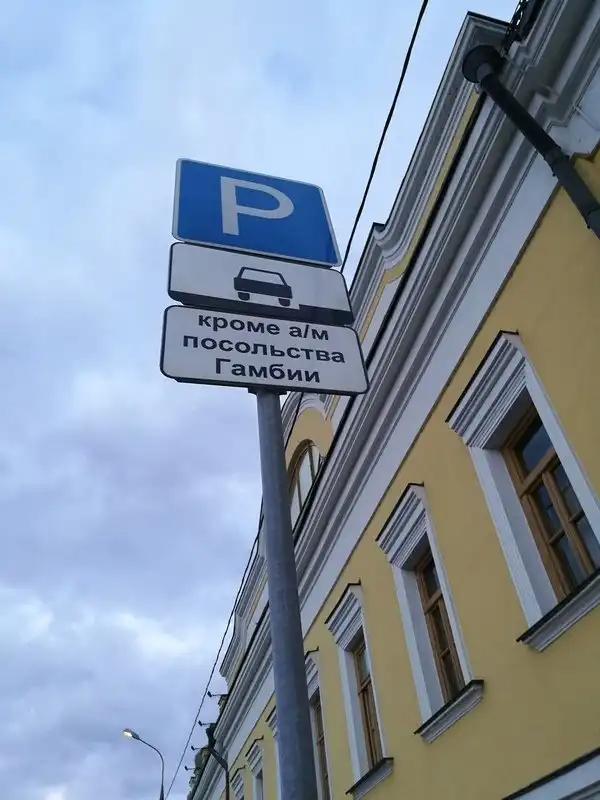 P
кроме а/м
посольства
Гамбии